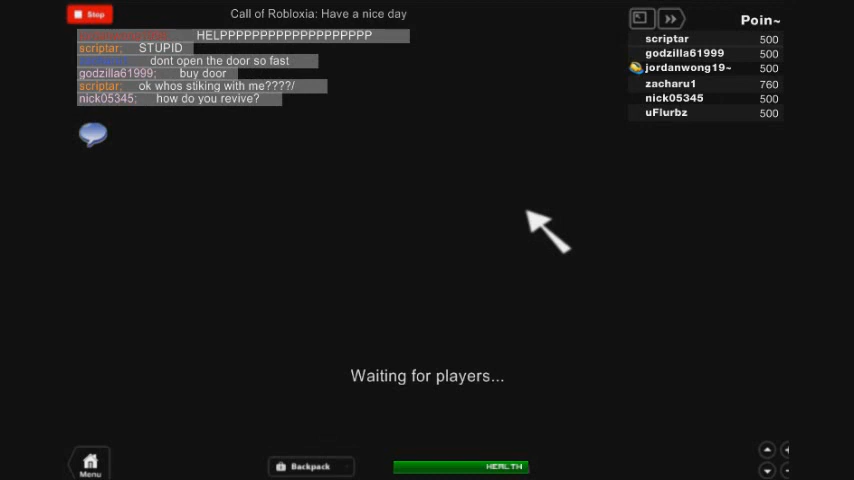 Stop
Call of Robloxia: Have a nice day
Poin~
HELPPPPPPPPPPPPPPPPPPP
scriptar; STUPID
dont open the door so fast
godzilla61999; buy door
scriptar; ok whos stiking with me????/
nick05345; how do you revive?
scriptar 500
godzilla61999 500
jordanwong19~ 500
zacharu1 760
nick05345 500
uFlurbz 500
Waiting for players...
Menu
Backpack
HEALTH